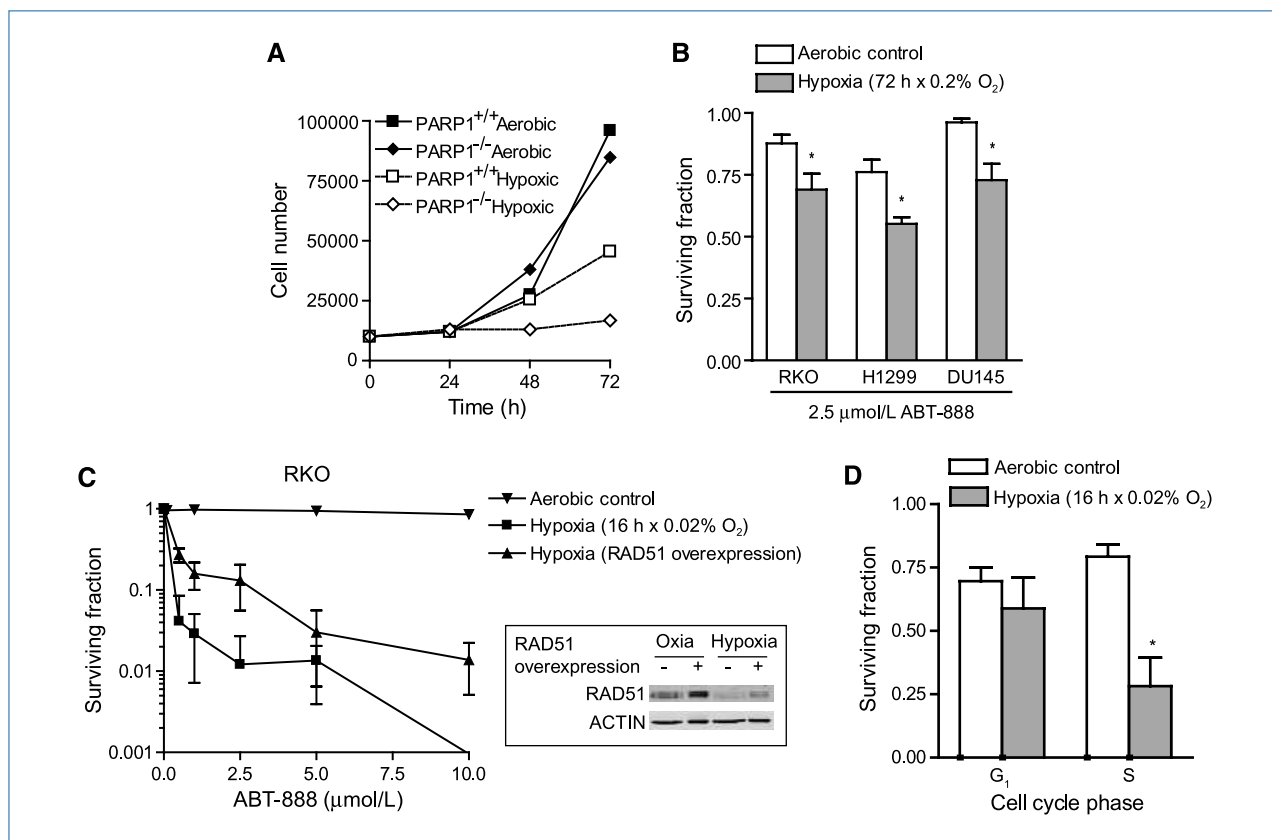 A
PARP1+/+Aerobic
PARP1-/-Aerobic
PARP1+/+Hypoxic
PARP1-/-Hypoxic
100000
75000
50000
25000
0
Cell number
0 24 48 72
Time (h)
B
Aerobic control
Hypoxia (72 h x 0.2% O2)
1.00
0.75
0.50
0.25
0.00
Surviving fraction
* * *
RKO H1299 DU145
2.5 μmol/L ABT-888
C
RKO
Aerobic control
Hypoxia (16 h x 0.02% O2)
Hypoxia (RAD51 overexpression)
1
0.1
0.01
0.001
Surviving fraction
0.0 2.5 5.0 7.5 10.0
ABT-888 (μmol/L)
RAD51 Oxia Hypoxia
overexpression - + - +
RAD51
ACTIN
D
Aerobic control
Hypoxia (16 h x 0.02% O2)
1.00
0.75
0.50
0.25
0.00
Surviving fraction
*
G1 S
Cell cycle phase